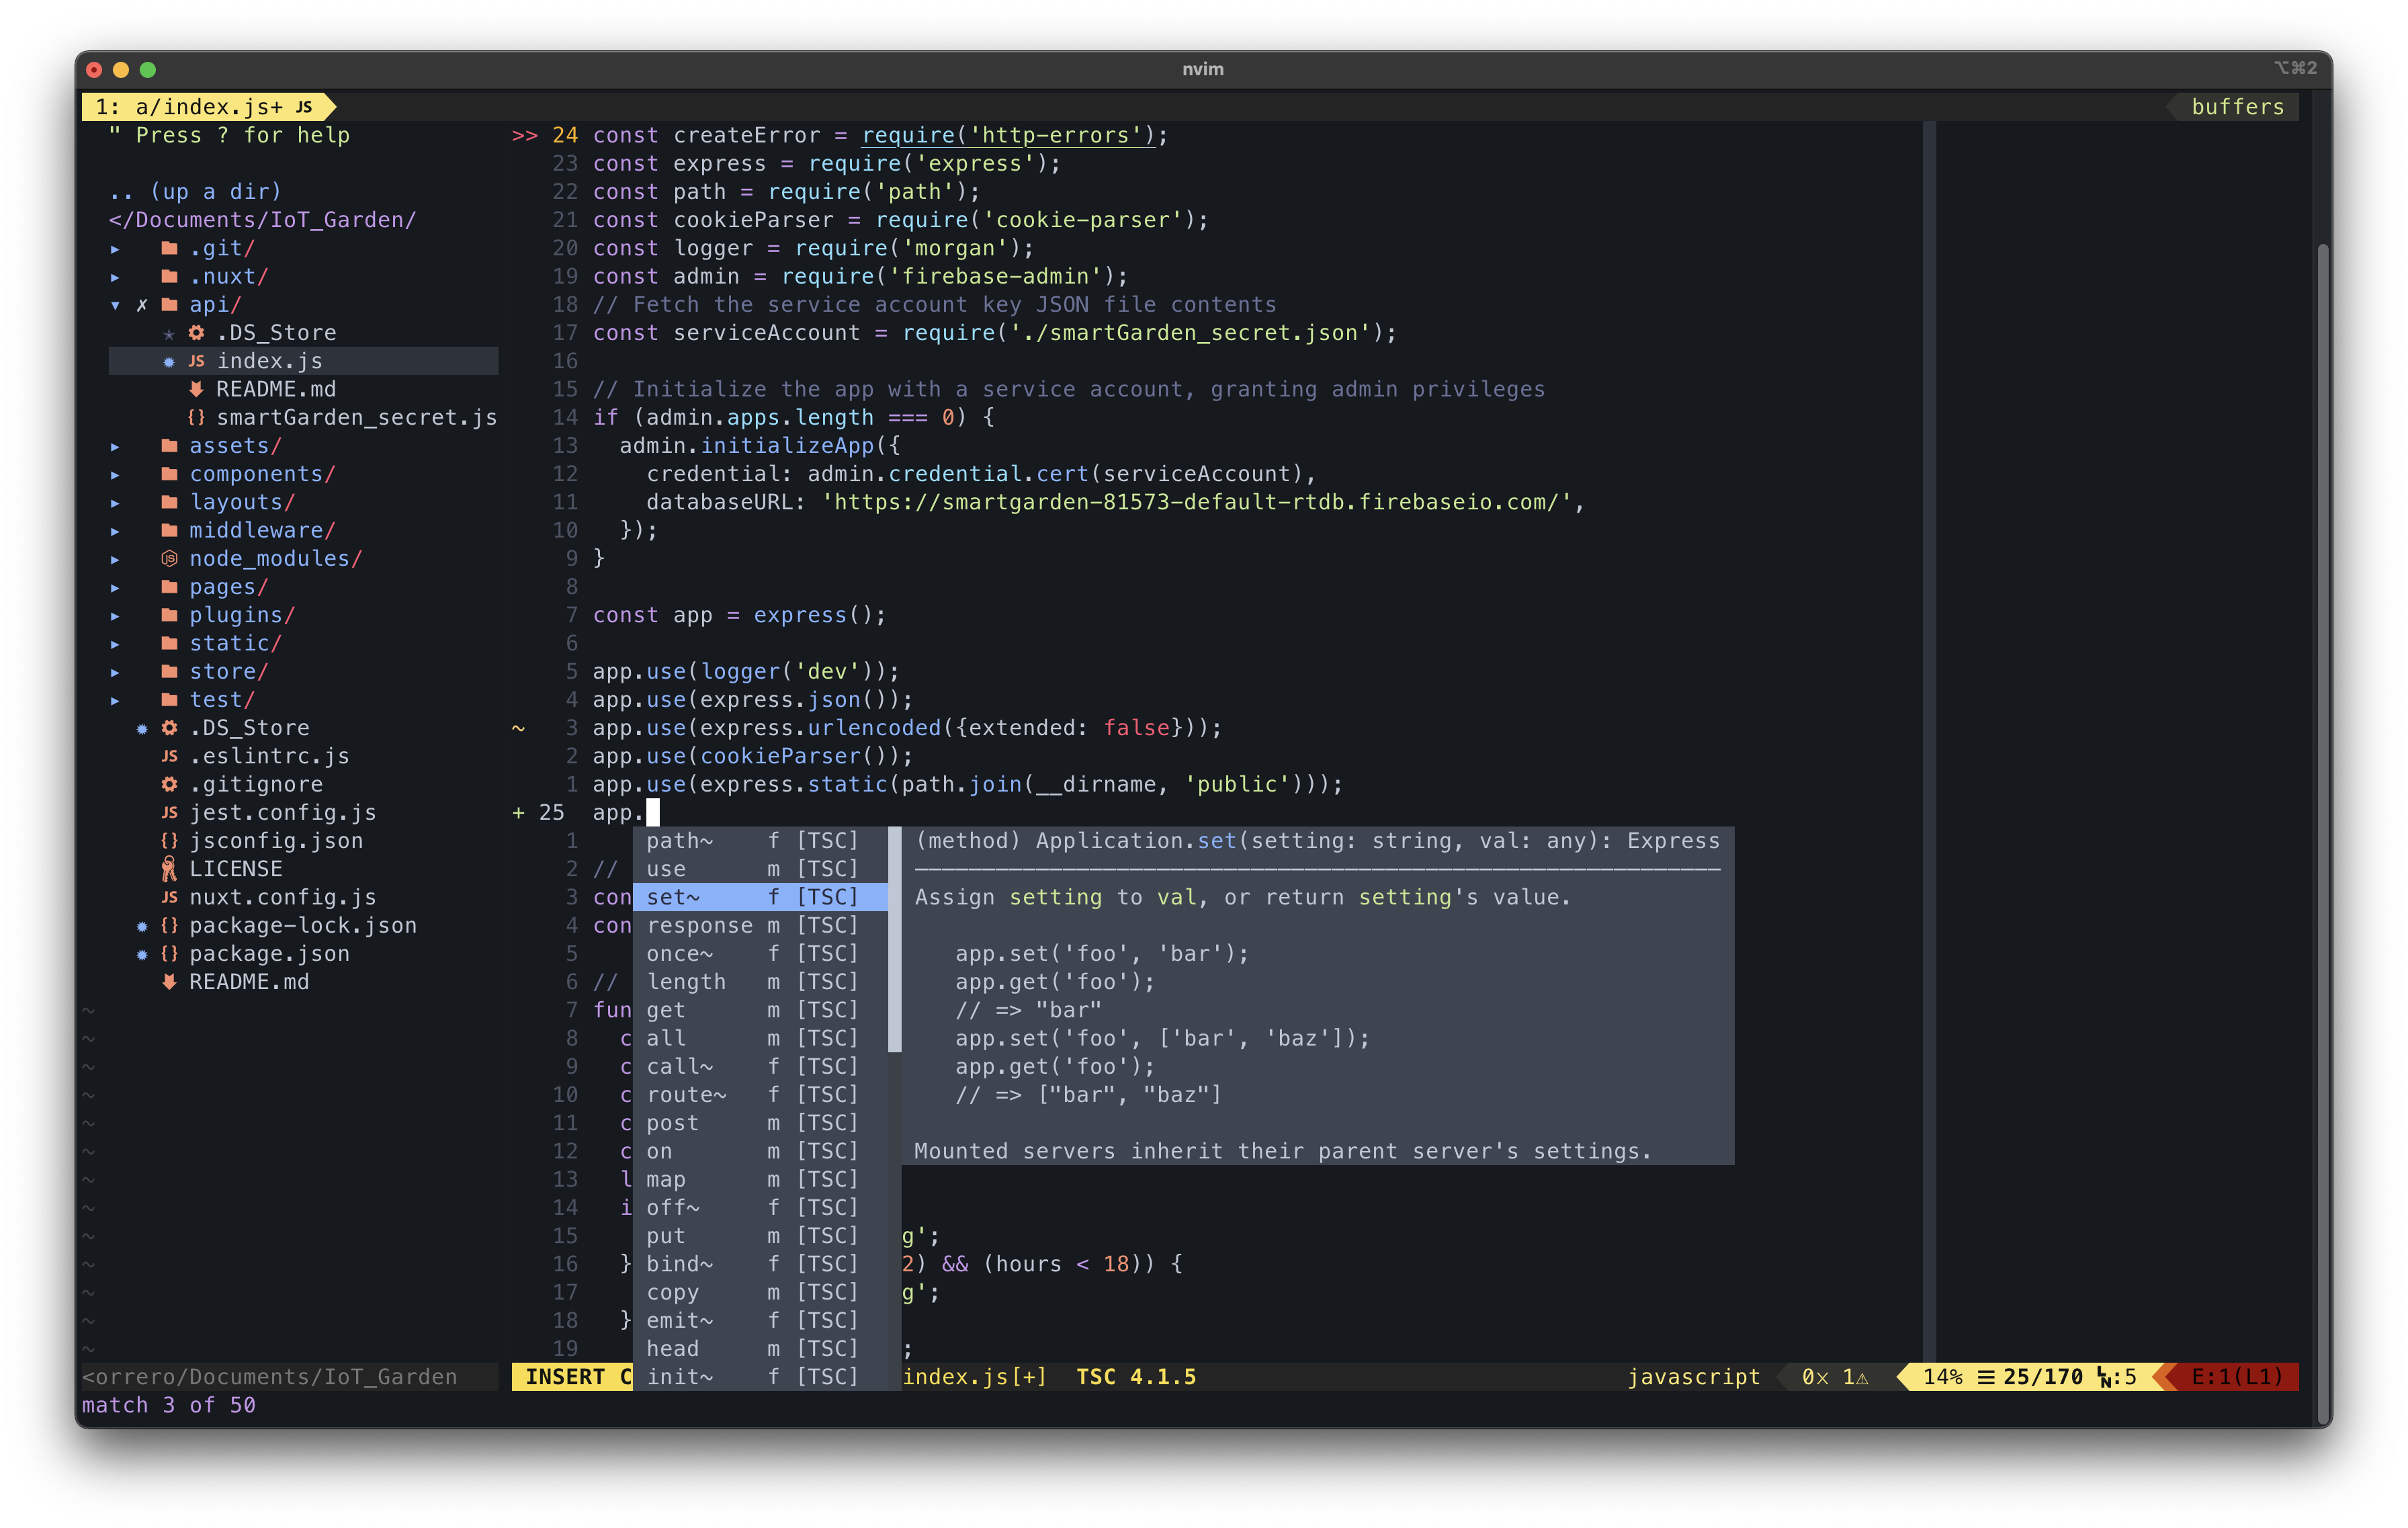 nvim
⌥⌘2
1: a/index.js+ JS
buffers
" Press ? for help
.. (up a dir)
</Documents/IoT_Garden/
▸ .git/
▸ .nuxt/
▾ ✗ api/
.DS_Store
JS index.js
README.md
{} smartGarden_secret.js
▸ assets/
▸ components/
▸ layouts/
▸ middleware/
▸ node_modules/
▸ pages/
▸ plugins/
▸ static/
▸ store/
▸ test/
.DS_Store
JS .eslintrc.js
.gitignore
JS jest.config.js
{} jsconfig.json
LICENSE
JS nuxt.config.js
{} package-lock.json
{} package.json
README.md
~
~
~
~
~
~
~
~
~
~
~
~
~
<orrero/Documents/IoT_Garden
>> 24 const createError = require('http-errors');
23 const express = require('express');
22 const path = require('path');
21 const cookieParser = require('cookie-parser');
20 const logger = require('morgan');
19 const admin = require('firebase-admin');
18 // Fetch the service account key JSON file contents
17 const serviceAccount = require('./smartGarden_secret.json');
16
15 // Initialize the app with a service account, granting admin privileges
14 if (admin.apps.length === 0) {
13 admin.initializeApp({
12 credential: admin.credential.cert(serviceAccount),
11 databaseURL: 'https://smartgarden-81573-default-rtdb.firebaseio.com/',
10 });
9 }
8
7 const app = express();
6
5 app.use(logger('dev'));
4 app.use(express.json());
~ 3 app.use(express.urlencoded({extended: false}));
2 app.use(cookieParser());
1 app.use(express.static(path.join(__dirname, 'public')));
+ 25 app.
1
2 //
3 con
4 con
5
6 //
7 fun
8 c
9 c
10 c
11 c
12 c
13 l
14 i
15 g';
16 } 2) && (hours < 18)) {
17 g';
18 }
19 ;
path~ f [TSC]
use m [TSC]
set~ f [TSC]
response m [TSC]
once~ f [TSC]
length m [TSC]
get m [TSC]
all m [TSC]
call~ f [TSC]
route~ f [TSC]
post m [TSC]
on m [TSC]
map m [TSC]
off~ f [TSC]
put m [TSC]
bind~ f [TSC]
copy m [TSC]
emit~ f [TSC]
head m [TSC]
init~ f [TSC]
(method) Application.set(setting: string, val: any): Express
Assign setting to val, or return setting's value.
app.set('foo', 'bar');
app.get('foo');
// => "bar"
app.set('foo', ['bar', 'baz']);
app.get('foo');
// => ["bar", "baz"]
Mounted servers inherit their parent server's settings.
INSERT C index.js[+] TSC 4.1.5 javascript 0× 1⚠ 14% ☰ 25/170 ␤:5 E:1(L1)
match 3 of 50